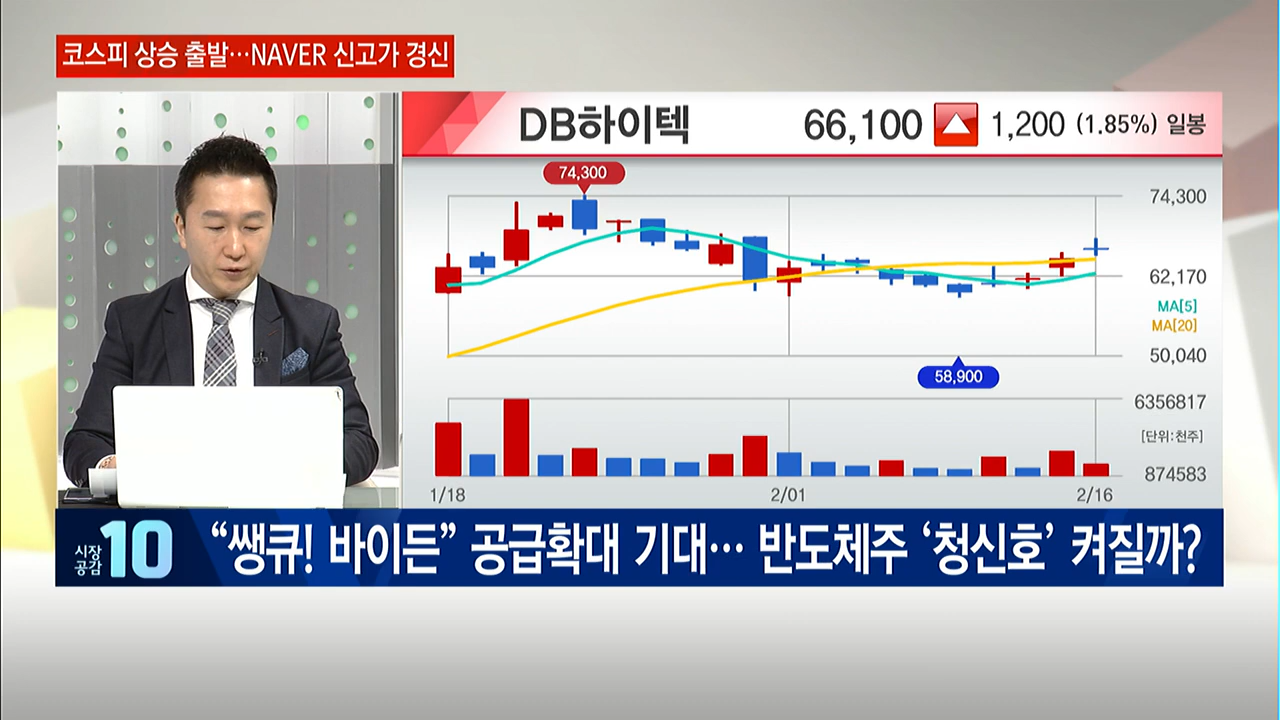 코스피 상승 출발…NAVER 신고가 경신
DB하이텍 66,100 ▲ 1,200 (1.85%) 일봉
74,300
74,300
62,170
MA[5]
MA[20]
50,040
58,900
6356817
[단위:천주]
874583
1/18 2/01 2/16
시장공감 10
“쌩큐! 바이든” 공급확대 기대… 반도체주 ‘청신호’ 켜질까?